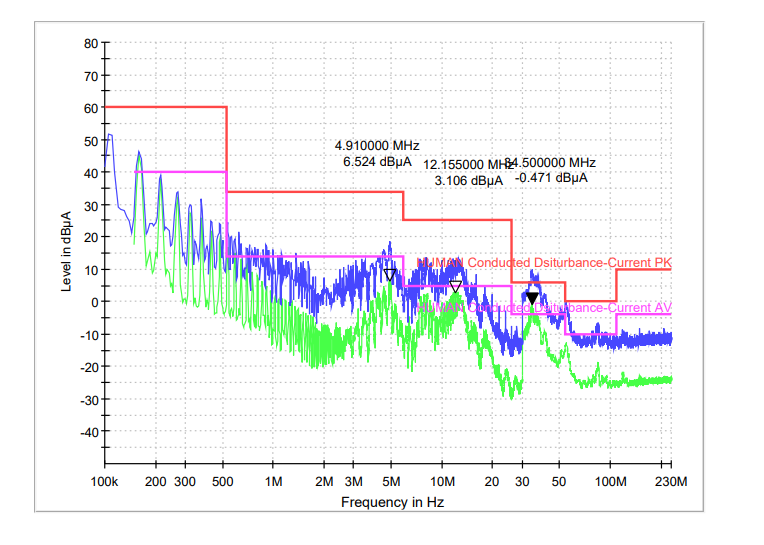 80
70
60
50
40
30
20
10
0
-10
-20
-30
-40
Level in dBµA
4.910000 MHz
6.524 dBµA
12.155000 MHz
3.106 dBµA
34.500000 MHz
-0.471 dBµA
HUMAN Conducted Dsiturbance-Current PK
HUMAN Conducted Dsiturbance-Current AV
100k 200 300 500 1M 2M 3M 5M 10M 20 30 50 100M 230M
Frequency in Hz